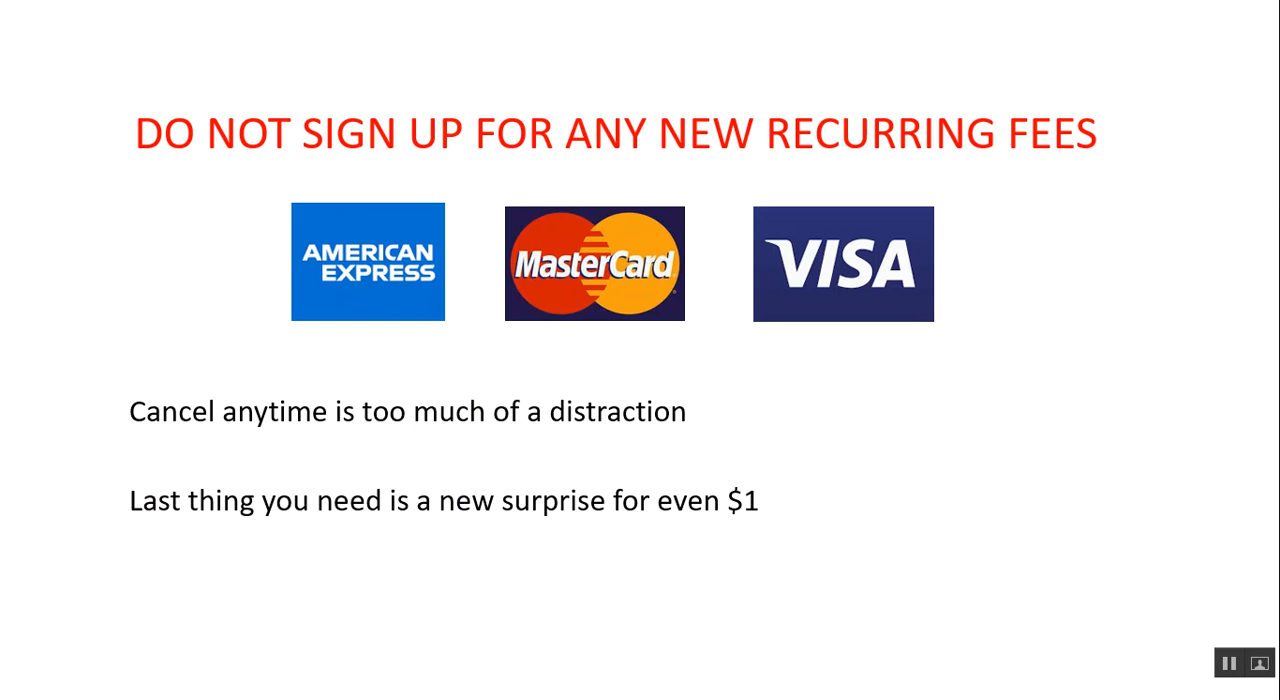 DO NOT SIGN UP FOR ANY NEW RECURRING FEES
AMERICAN EXPRESS
MasterCard
VISA
Cancel anytime is too much of a distraction
Last thing you need is a new surprise for even $1